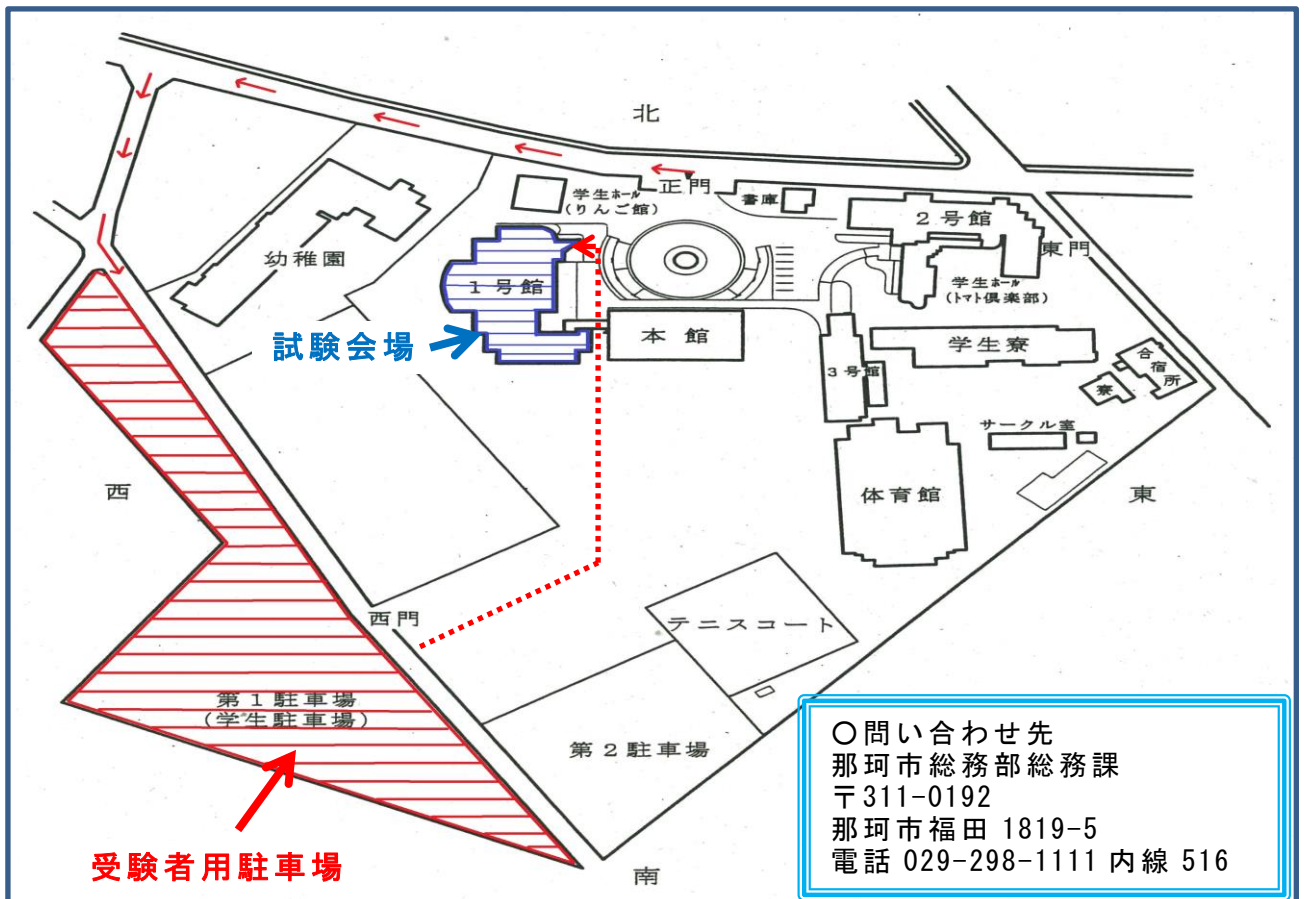 北
正門
学生ホール
(りんご館)
書庫
2号館
東門
幼稚園
学生ホール
(トマト倶楽部)
1号館
試験会場
本館
学生寮
3号館
合宿所
寮
サークル室
西
体育館
東
西門
テニスコート
第1駐車場
(学生駐車場)
第2駐車場
受験者用駐車場
南
〇問い合わせ先
那珂市総務部総務課
〒311-0192
那珂市福田 1819-5
電話 029-298-1111 内線 516